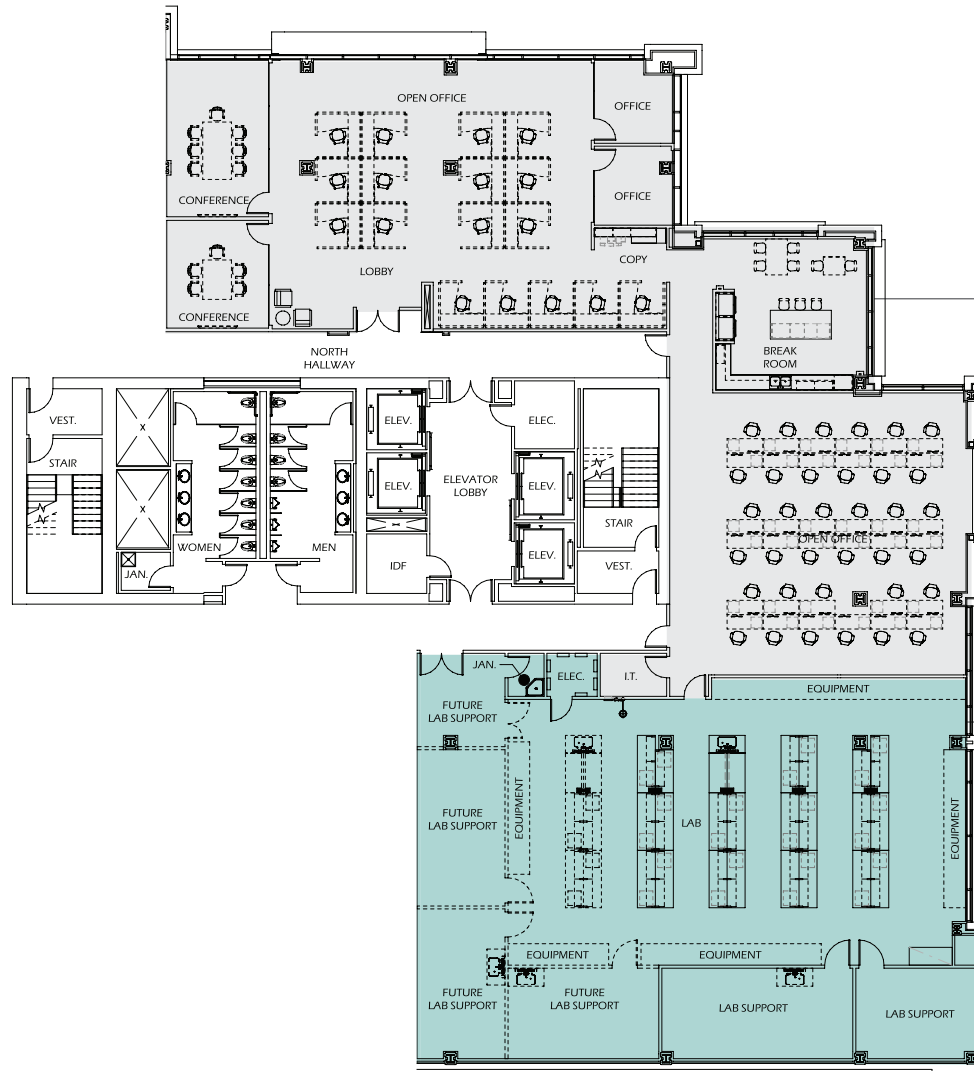 OPEN OFFICE
OFFICE
CONFERENCE
OFFICE
COPY
LOBBY
CONFERENCE
NORTH
HALLWAY
BREAK
ROOM
VEST.
X
ELEV.
ELEC.
STAIR
ELEV.
ELEVATOR
LOBBY
ELEV.
X
STAIR
WOMEN
MEN
OPEN OFFICE
JAN.
IDF
ELEV.
VEST.
JAN.
ELEC.
I.T.
EQUIPMENT
FUTURE
LAB SUPPORT
EQUIPMENT
FUTURE
LAB SUPPORT
LAB
EQUIPMENT
EQUIPMENT
EQUIPMENT
FUTURE
LAB SUPPORT
FUTURE
LAB SUPPORT
LAB SUPPORT
LAB SUPPORT